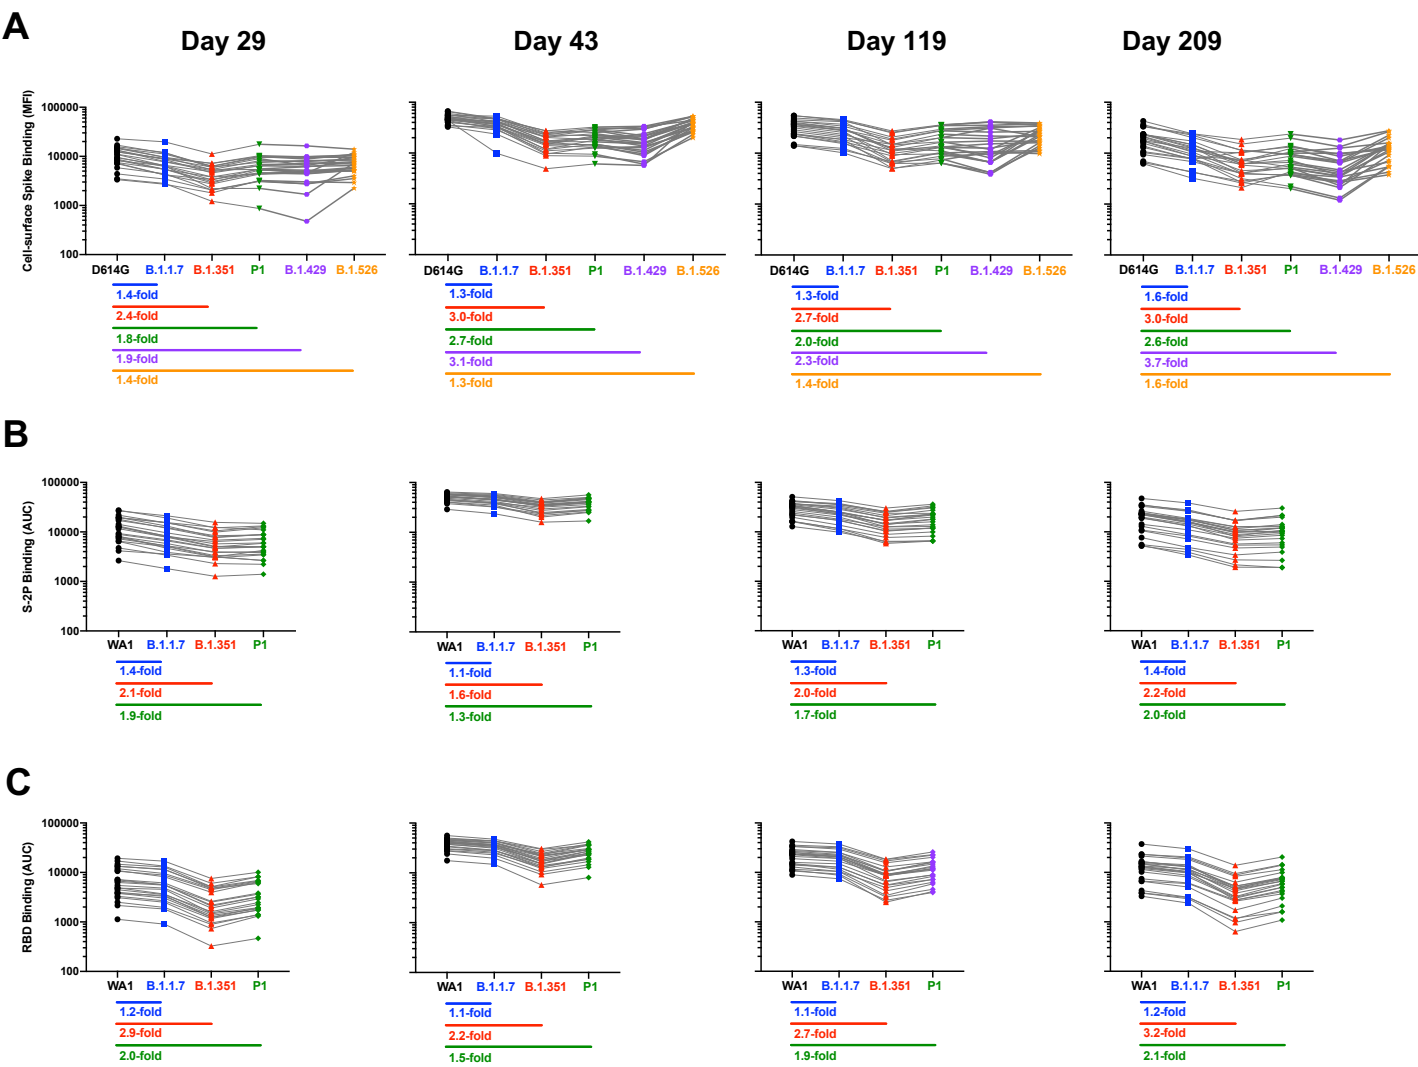 A
Day 29
Day 43
Day 119
Day 209
Cell-surface Spike Binding (MFI)
100000
10000
1000
100
D614G B.1.1.7 B.1.351 P1 B.1.429 B.1.526
1.4-fold
2.4-fold
1.8-fold
1.9-fold
1.4-fold
D614G B.1.1.7 B.1.351 P1 B.1.429 B.1.526
1.3-fold
3.0-fold
2.7-fold
3.1-fold
1.3-fold
D614G B.1.1.7 B.1.351 P1 B.1.429 B.1.526
1.3-fold
2.7-fold
2.0-fold
2.3-fold
1.4-fold
D614G B.1.1.7 B.1.351 P1 B.1.429 B.1.526
1.6-fold
3.0-fold
2.6-fold
3.7-fold
1.6-fold
B
S-2P Binding (AUC)
100000
10000
1000
100
WA1 B.1.1.7 B.1.351 P1
1.4-fold
2.1-fold
1.9-fold
WA1 B.1.1.7 B.1.351 P1
1.1-fold
1.6-fold
1.3-fold
WA1 B.1.1.7 B.1.351 P1
1.3-fold
2.0-fold
1.7-fold
WA1 B.1.1.7 B.1.351 P1
1.4-fold
2.2-fold
2.0-fold
C
RBD Binding (AUC)
100000
10000
1000
100
WA1 B.1.1.7 B.1.351 P1
1.2-fold
2.9-fold
2.0-fold
WA1 B.1.1.7 B.1.351 P1
1.1-fold
2.2-fold
1.5-fold
WA1 B.1.1.7 B.1.351 P1
1.1-fold
2.7-fold
1.9-fold
WA1 B.1.1.7 B.1.351 P1
1.2-fold
3.2-fold
2.1-fold